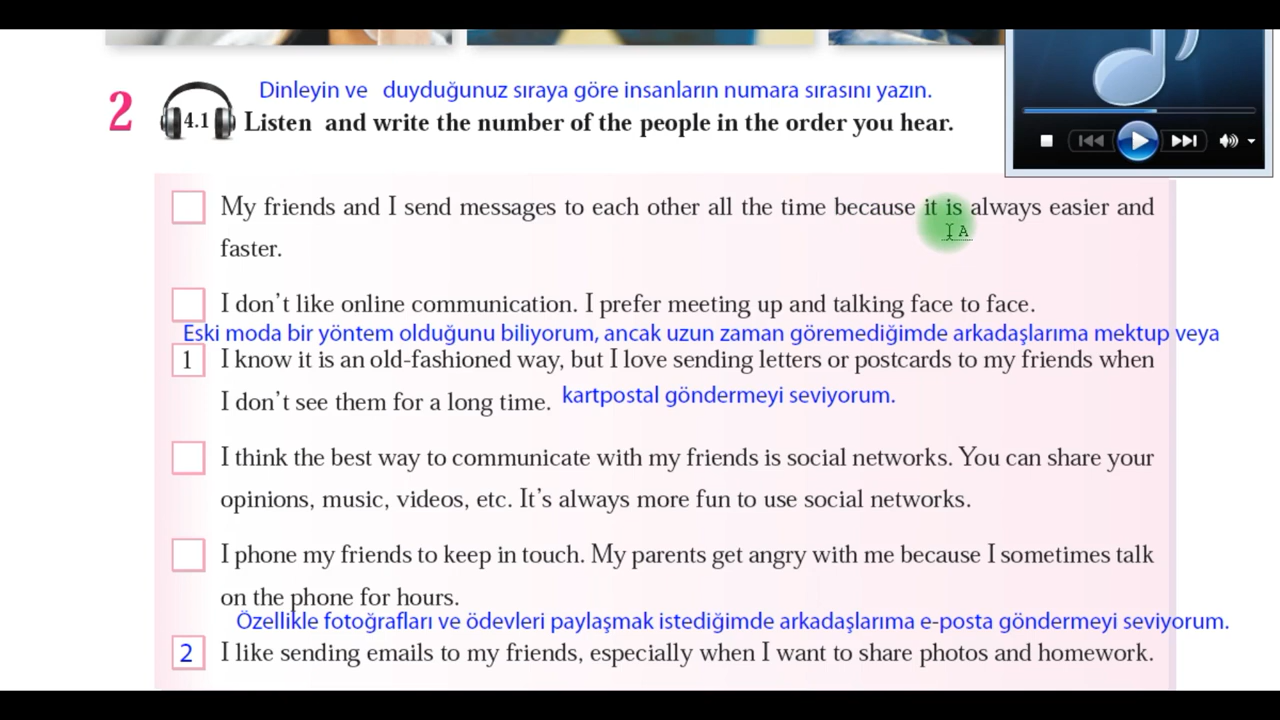 Dinleyin ve duyduğunuz sıraya göre insanların numara sırasını yazın.
2 4.1 Listen and write the number of the people in the order you hear.
My friends and I send messages to each other all the time because it is always easier and
faster.
I don't like online communication. I prefer meeting up and talking face to face.
Eski moda bir yöntem olduğunu biliyorum, ancak uzun zaman göremediğimde arkadaşlarıma mektup veya
1 I know it is an old-fashioned way, but I love sending letters or postcards to my friends when
I don't see them for a long time. kartpostal göndermeyi seviyorum.
I think the best way to communicate with my friends is social networks. You can share your
opinions, music, videos, etc. It's always more fun to use social networks.
I phone my friends to keep in touch. My parents get angry with me because I sometimes talk
on the phone for hours.
Özellikle fotoğrafları ve ödevleri paylaşmak istediğimde arkadaşlarıma e-posta göndermeyi seviyorum.
2 I like sending emails to my friends, especially when I want to share photos and homework.